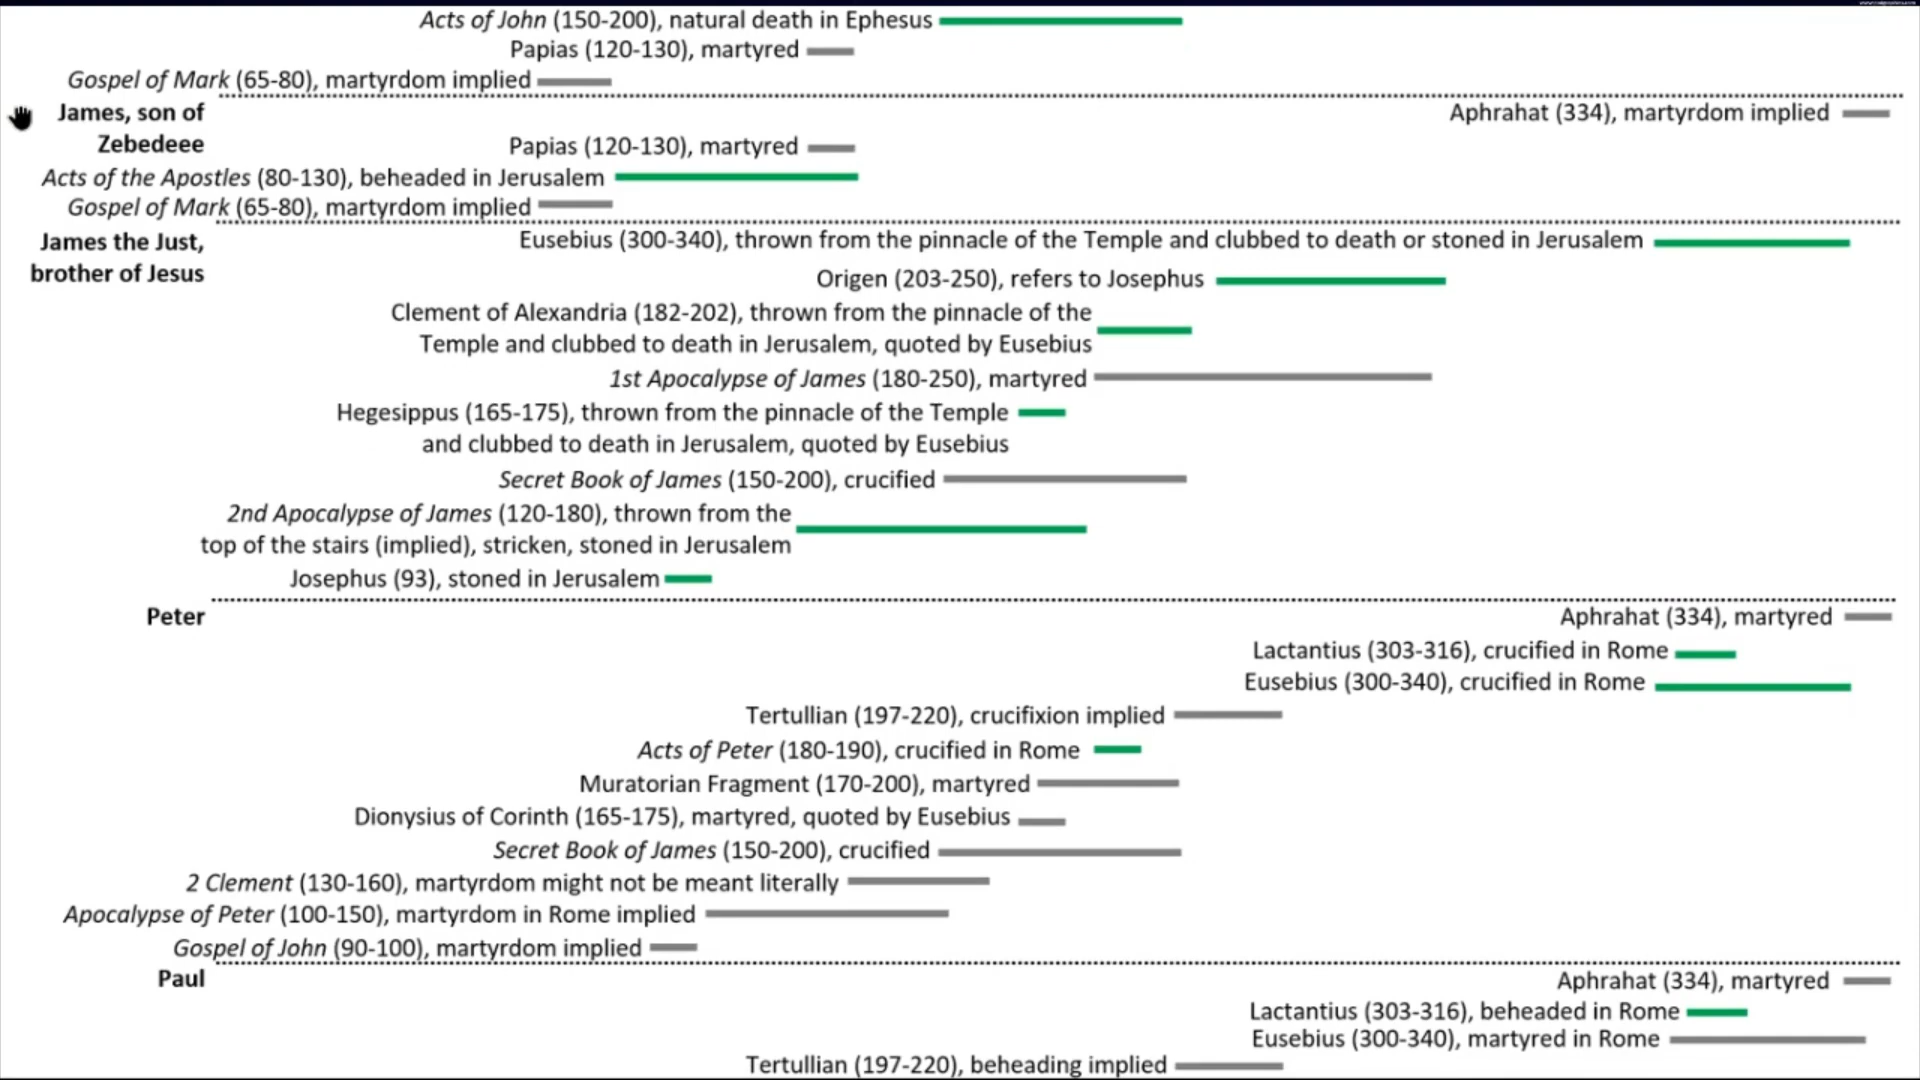 Acts of John (150-200), natural death in Ephesus
Papias (120-130), martyred
Gospel of Mark (65-80), martyrdom implied
James, son of
Zebedeee
Aphrahat (334), martyrdom implied
Papias (120-130), martyred
Acts of the Apostles (80-130), beheaded in Jerusalem
Gospel of Mark (65-80), martyrdom implied
James the Just,
brother of Jesus
Eusebius (300-340), thrown from the pinnacle of the Temple and clubbed to death or stoned in Jerusalem
Origen (203-250), refers to Josephus
Clement of Alexandria (182-202), thrown from the pinnacle of the
Temple and clubbed to death in Jerusalem, quoted by Eusebius
1st Apocalypse of James (180-250), martyred
Hegesippus (165-175), thrown from the pinnacle of the Temple
and clubbed to death in Jerusalem, quoted by Eusebius
Secret Book of James (150-200), crucified
2nd Apocalypse of James (120-180), thrown from the
top of the stairs (implied), stricken, stoned in Jerusalem
Josephus (93), stoned in Jerusalem
Peter
Aphrahat (334), martyred
Lactantius (303-316), crucified in Rome
Eusebius (300-340), crucified in Rome
Tertullian (197-220), crucifixion implied
Acts of Peter (180-190), crucified in Rome
Muratorian Fragment (170-200), martyred
Dionysius of Corinth (165-175), martyred, quoted by Eusebius
Secret Book of James (150-200), crucified
2 Clement (130-160), martyrdom might not be meant literally
Apocalypse of Peter (100-150), martyrdom in Rome implied
Gospel of John (90-100), martyrdom implied
Paul
Aphrahat (334), martyred
Lactantius (303-316), beheaded in Rome
Eusebius (300-340), martyred in Rome
Tertullian (197-220), beheading implied